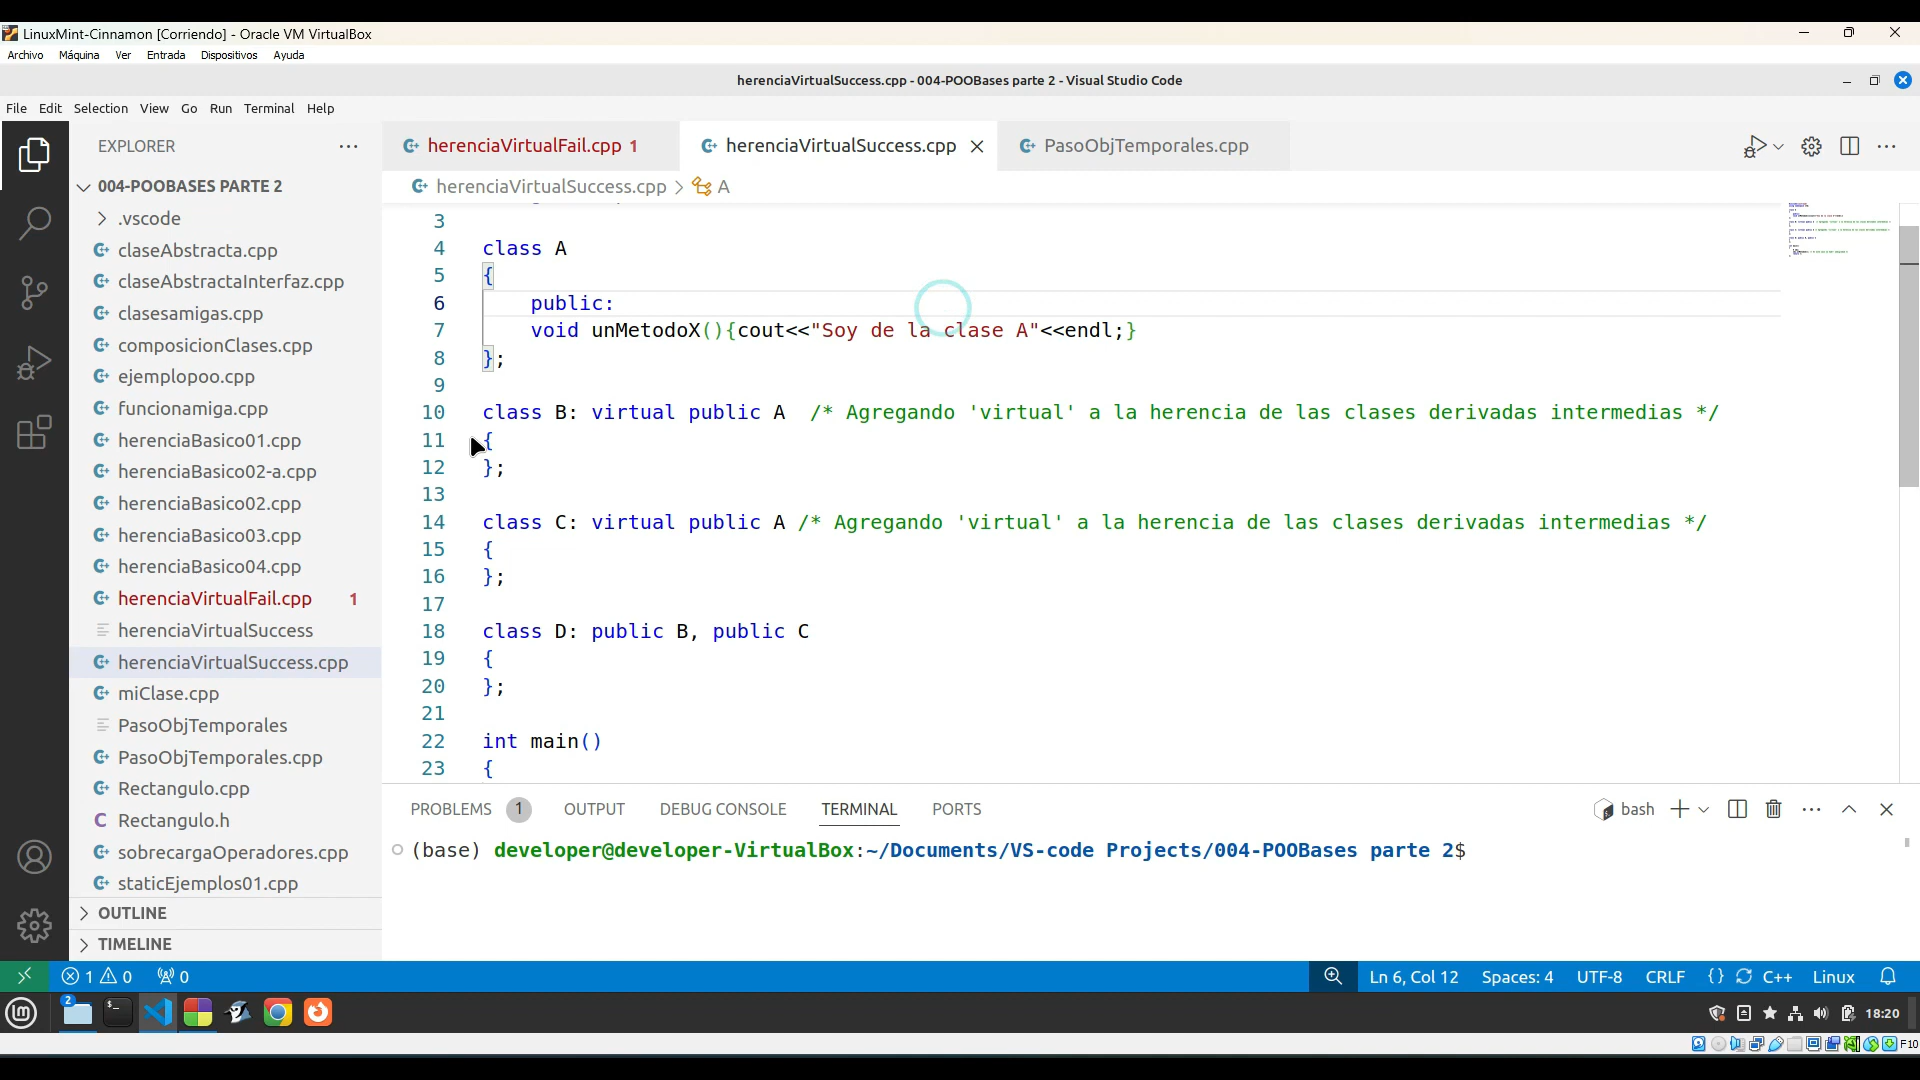 LinuxMint-Cinnamon [Corriendo] - Oracle VM VirtualBox
Archivo Máquina Ver Entrada Dispositivos Ayuda
herenciaVirtualSuccess.cpp - 004-POOBases parte 2 - Visual Studio Code
File Edit Selection View Go Run Terminal Help
EXPLORER
004-POOBASES PARTE 2
.vscode
claseAbstracta.cpp
claseAbstractaInterfaz.cpp
clasesamigas.cpp
composicionClases.cpp
ejemplopoo.cpp
funcionamiga.cpp
herenciaBasico01.cpp
herenciaBasico02-a.cpp
herenciaBasico02.cpp
herenciaBasico03.cpp
herenciaBasico04.cpp
herenciaVirtualFail.cpp 1
herenciaVirtualSuccess
herenciaVirtualSuccess.cpp
miClase.cpp
PasoObjTemporales
PasoObjTemporales.cpp
Rectangulo.cpp
C Rectangulo.h
sobrecargaOperadores.cpp
staticEjemplos01.cpp
OUTLINE
TIMELINE
herenciaVirtualFail.cpp 1 herenciaVirtualSuccess.cpp PasoObjTemporales.cpp
herenciaVirtualSuccess.cpp > A
3
4 class A
5 {
6 public:
7 void unMetodoX(){cout<<"Soy de la clase A"<<endl;}
8 };
9
10 class B: virtual public A /* Agregando 'virtual' a la herencia de las clases derivadas intermedias */
11 {
12 };
13
14 class C: virtual public A /* Agregando 'virtual' a la herencia de las clases derivadas intermedias */
15 {
16 };
17
18 class D: public B, public C
19 {
20 };
21
22 int main()
23 {
PROBLEMS 1 OUTPUT DEBUG CONSOLE TERMINAL PORTS
bash
(base) developer@developer-VirtualBox:~/Documents/VS-code Projects/004-POOBases parte 2$
1 0 0
Ln 6, Col 12 Spaces: 4 UTF-8 CRLF {} C++ Linux
2
18:20
F10